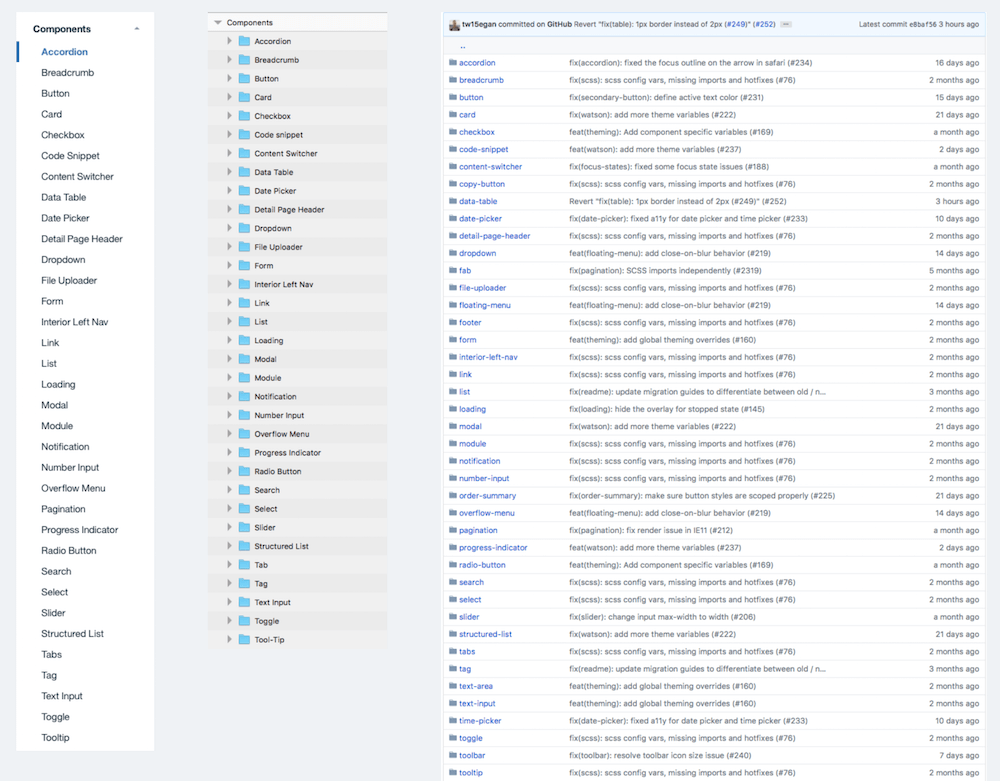 Components
Accordion
Breadcrumb
Button
Card
Checkbox
Code Snippet
Content Switcher
Data Table
Date Picker
Detail Page Header
Dropdown
File Uploader
Form
Interior Left Nav
Link
List
Loading
Modal
Module
Notification
Number Input
Overflow Menu
Pagination
Progress Indicator
Radio Button
Search
Select
Slider
Structured List
Tabs
Tag
Text Input
Toggle
Tooltip
Components
Accordion
Breadcrumb
Button
Card
Checkbox
Code snippet
Content Switcher
Data Table
Date Picker
Detail Page Header
Dropdown
File Uploader
Form
Interior Left Nav
Link
List
Loading
Modal
Module
Notification
Number Input
Overflow Menu
Progress Indicator
Radio Button
Search
Select
Slider
Structured List
Tab
Tag
Text Input
Toggle
Tool-Tip
tw15egan committed on GitHub Revert "fix(table): 1px border instead of 2px (#249)" (#252) Latest commit e8baf56 3 hours ago
..
accordion fix(accordion): fixed the focus outline on the arrow in safari (#234) 16 days ago
breadcrumb fix(scss): scss config vars, missing imports and hotfixes (#76) 2 months ago
button fix(secondary-button): define active text color (#231) 15 days ago
card fix(watson): add more theme variables (#222) 21 days ago
checkbox feat(theming): Add component specific variables (#169) a month ago
code-snippet feat(watson): add more theme variables (#237) 2 days ago
content-switcher fix(focus-states): fixed some focus state issues (#188) a month ago
copy-button fix(scss): scss config vars, missing imports and hotfixes (#76) 2 months ago
data-table Revert "fix(table): 1px border instead of 2px (#249)" (#252) 3 hours ago
date-picker fix(date-picker): fixed a11y for date picker and time picker (#233) 10 days ago
detail-page-header fix(scss): scss config vars, missing imports and hotfixes (#76) 2 months ago
dropdown feat(floating-menu): add close-on-blur behavior (#219) 14 days ago
fab fix(pagination): SCSS imports independently (#2319) 5 months ago
file-uploader fix(scss): scss config vars, missing imports and hotfixes (#76) 2 months ago
floating-menu feat(floating-menu): add close-on-blur behavior (#219) 14 days ago
footer fix(scss): scss config vars, missing imports and hotfixes (#76) 2 months ago
form feat(theming): add global theming overrides (#160) 2 months ago
interior-left-nav fix(scss): scss config vars, missing imports and hotfixes (#76) 2 months ago
link fix(scss): scss config vars, missing imports and hotfixes (#76) 2 months ago
list fix(readme): update migration guides to differentiate between old / n... 3 months ago
loading fix(loading): hide the overlay for stopped state (#145) 2 months ago
modal fix(watson): add more theme variables (#222) 21 days ago
module fix(scss): scss config vars, missing imports and hotfixes (#76) 2 months ago
notification fix(scss): scss config vars, missing imports and hotfixes (#76) 2 months ago
number-input fix(scss): scss config vars, missing imports and hotfixes (#76) 2 months ago
order-summary fix(order-summary): make sure button styles are scoped properly (#225) 21 days ago
overflow-menu feat(floating-menu): add close-on-blur behavior (#219) 14 days ago
pagination fix(pagination): fix render issue in IE11 (#212) a month ago
progress-indicator feat(watson): add more theme variables (#237) 2 days ago
radio-button feat(theming): Add component specific variables (#169) a month ago
search fix(scss): scss config vars, missing imports and hotfixes (#76) 2 months ago
select fix(scss): scss config vars, missing imports and hotfixes (#76) 2 months ago
slider fix(slider): change input max-width to width (#206) a month ago
structured-list fix(watson): add more theme variables (#222) 21 days ago
tabs fix(scss): scss config vars, missing imports and hotfixes (#76) 2 months ago
tag fix(readme): update migration guides to differentiate between old / n... 3 months ago
text-area feat(theming): add global theming overrides (#160) 2 months ago
text-input feat(theming): add global theming overrides (#160) 2 months ago
time-picker fix(date-picker): fixed a11y for date picker and time picker (#233) 10 days ago
toggle fix(scss): scss config vars, missing imports and hotfixes (#76) 2 months ago
toolbar fix(toolbar): resolve toolbar icon size issue (#240) 7 days ago
tooltip fix(scss): scss config vars, missing imports and hotfixes (#76) 2 months ago